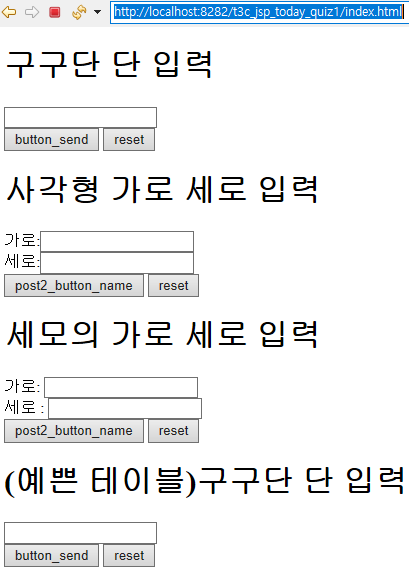 http://localhost:8282/t3c_jsp_today_quiz1/index.html
구구단 단 입력
button_send reset
사각형 가로 세로 입력
가로:
세로:
post2_button_name reset
세모의 가로 세로 입력
가로:
세로 :
post2_button_name reset
(예쁜 테이블)구구단 단 입력
button_send reset